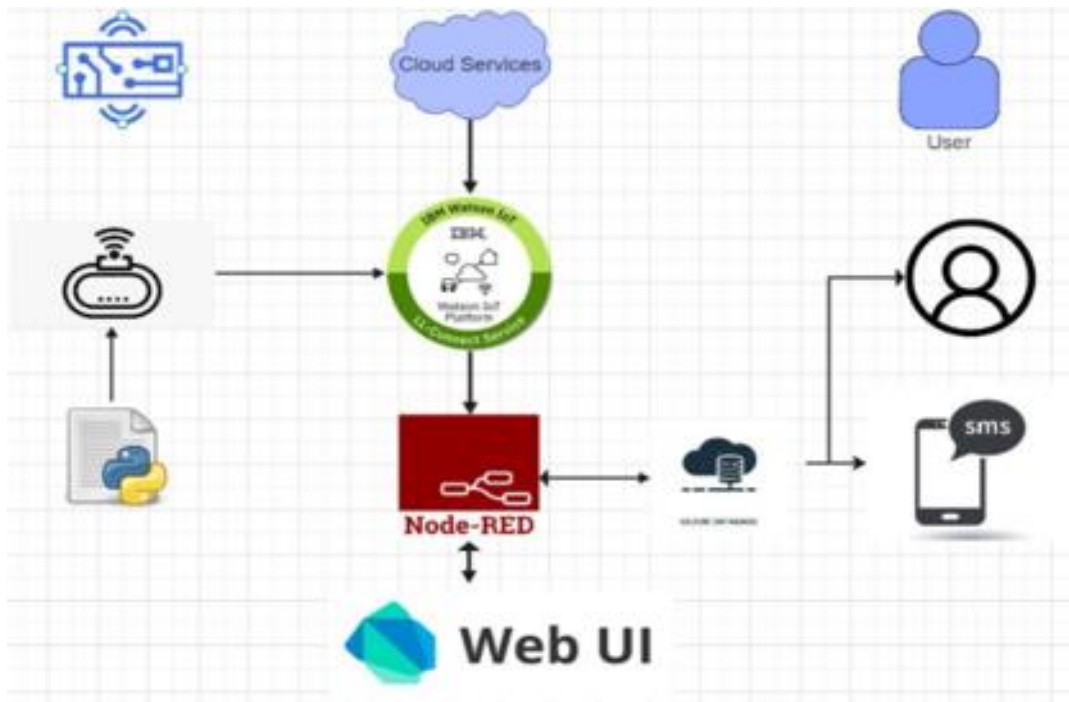 Cloud Services
User
IBM Watson IoT
IBM
Watson IoT
Platform
Node-RED
sms
Web UI